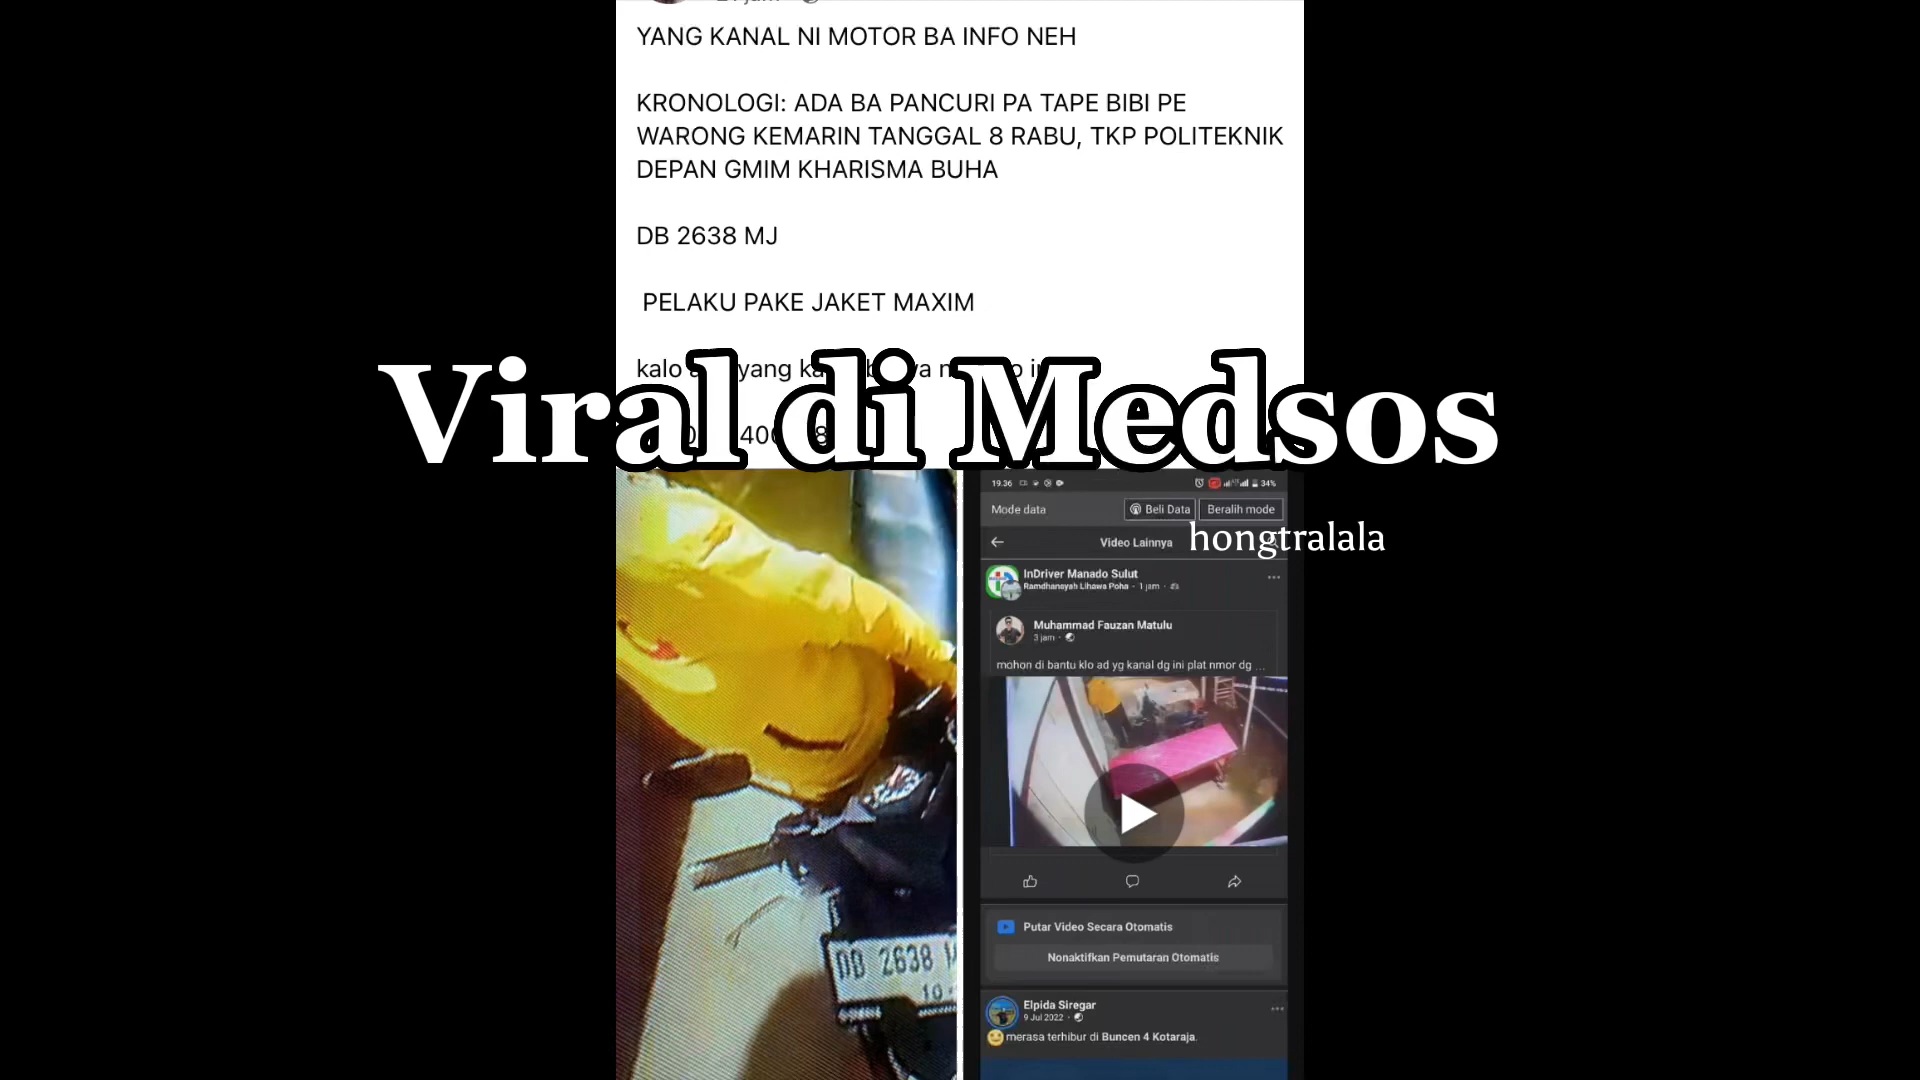 YANG KANAL NI MOTOR BA INFO NEH
KRONOLOGI: ADA BA PANCURI PA TAPE BIBI PE
WARONG KEMARIN TANGGAL 8 RABU, TKP POLITEKNIK
DEPAN GMIM KHARISMA BUHA
DB 2638 MJ
PELAKU PAKE JAKET MAXIM
kalo yang
Viral di Medsos
hongtralala
19.36
34%
Mode data
Beli Data
Beralih mode
Video Lainnya
InDriver Manado Sulut
Ramdhansyah Lihawa Poha · 1 jam ·
Muhammad Fauzan Matulu
3 jam ·
mohon di bantu klo ad yg kanal dg ini plat nmor dg ...
Putar Video Secara Otomatis
Nonaktifkan Pemutaran Otomatis
Elpida Siregar
9 Jul 2022 ·
merasa terhibur di Buncen 4 Kotaraja.
DB 2638
10